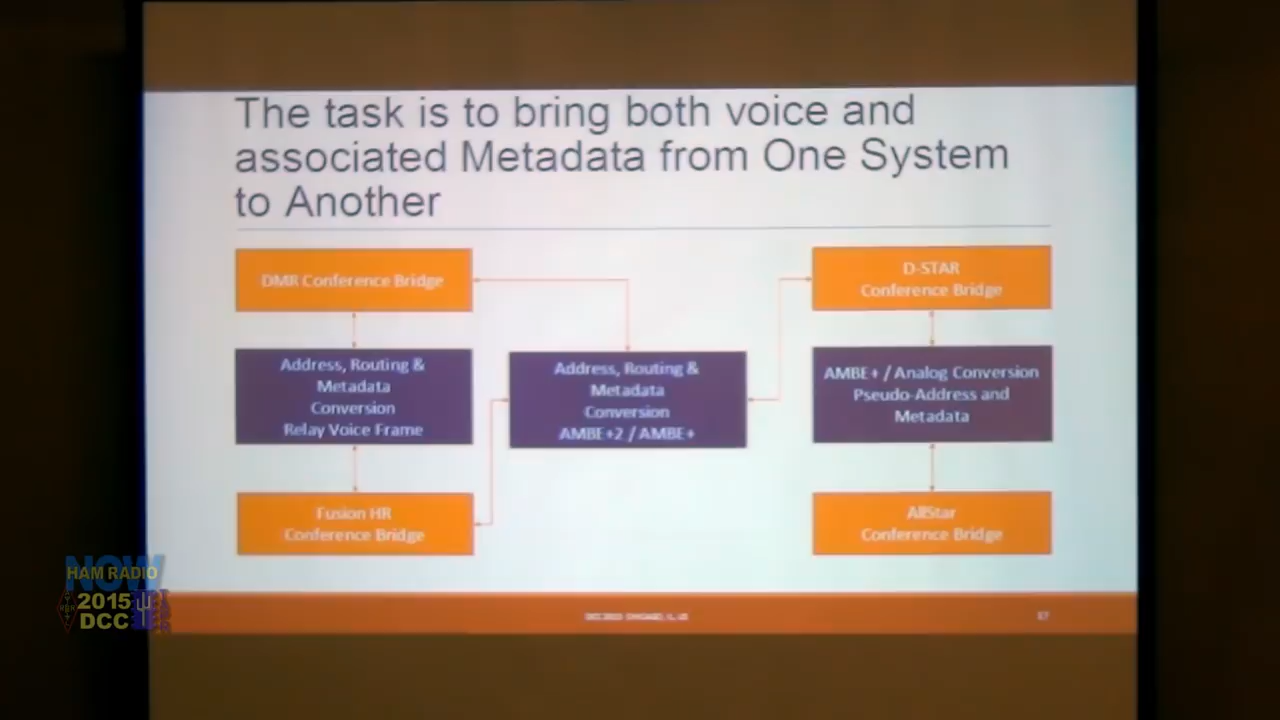 The task is to bring both voice and
associated Metadata from One System
to Another
DMR Conference Bridge
D-STAR
Conference Bridge
Address, Routing &
Metadata
Conversion
Relay Voice Frame
Address, Routing &
Metadata
Conversion
AMBE+2 / AMBE+
AMBE+ / Analog Conversion
Pseudo-Address and
Metadata
Fusion HR
Conference Bridge
AllStar
Conference Bridge
NOW
HAM RADIO
2015
DCC